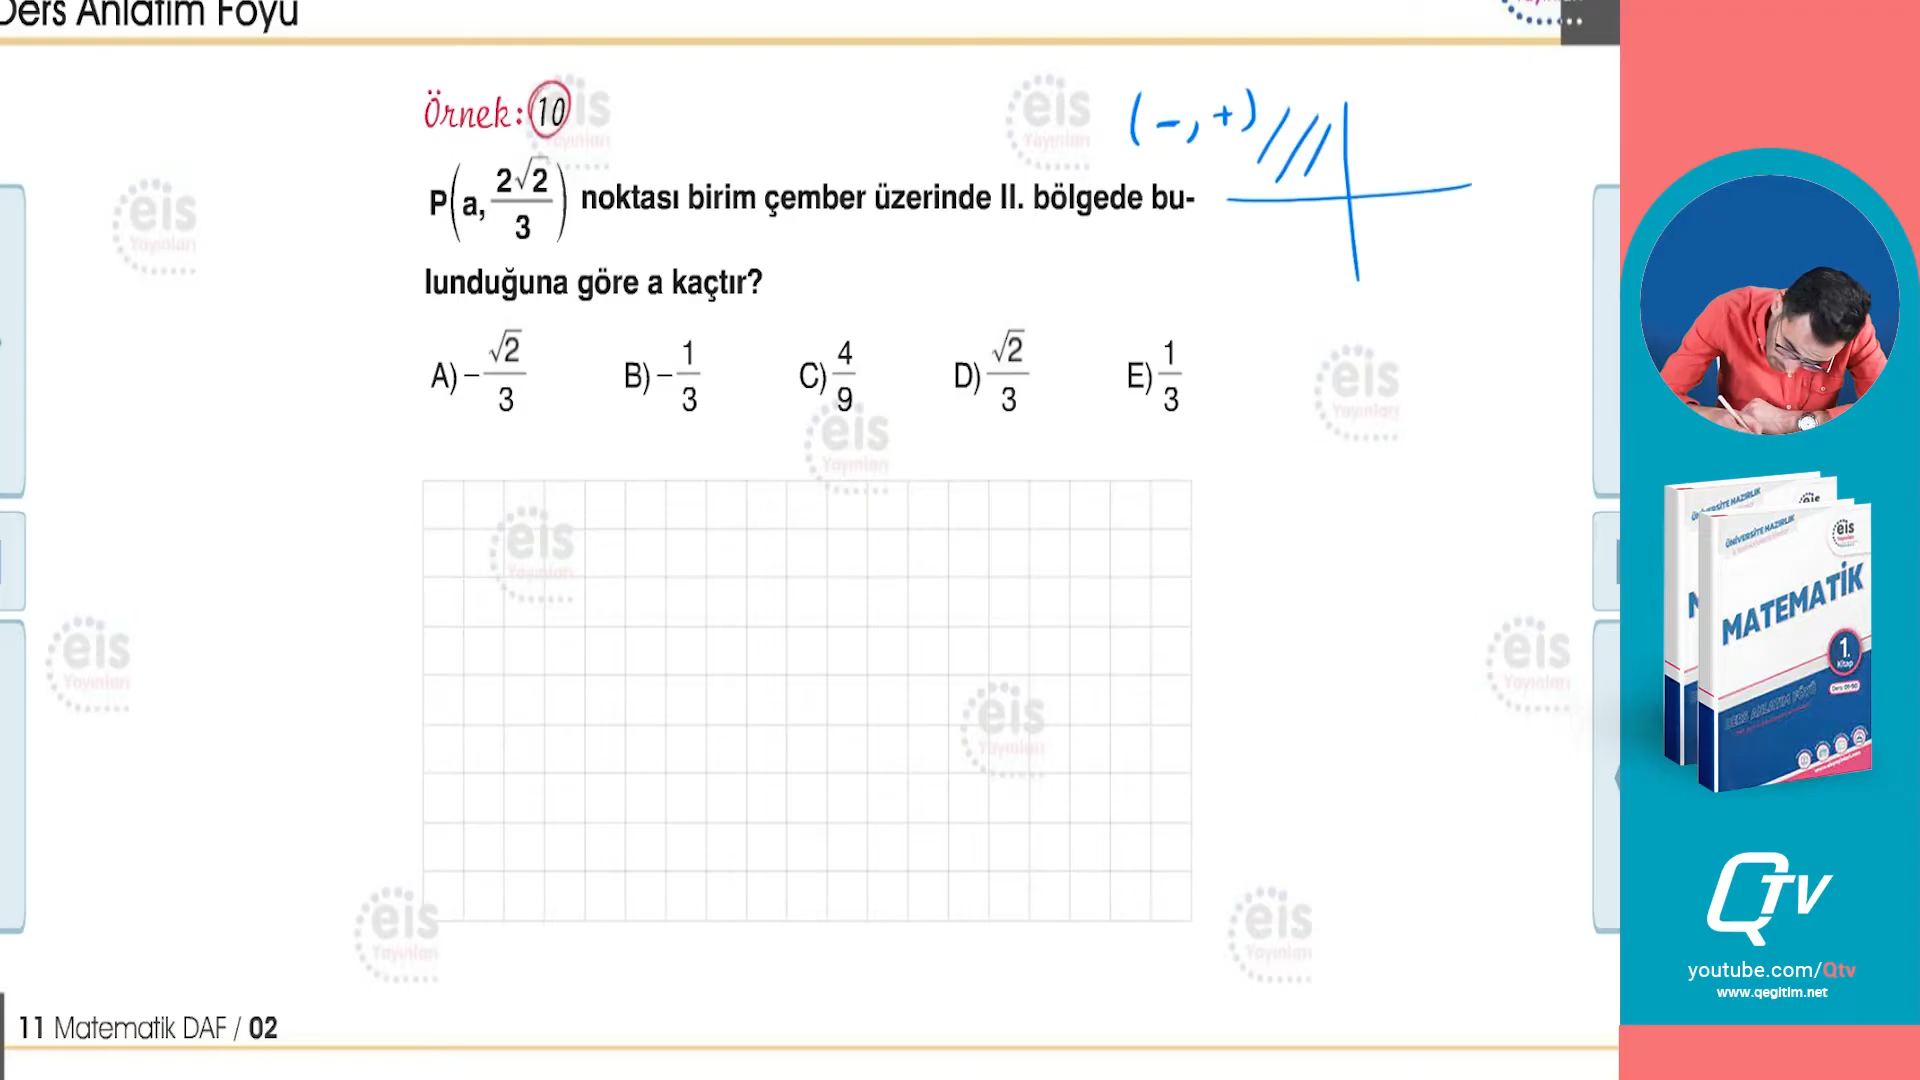 Ders Anlatım Föyü
Örnek: 10
P(a, 2√2/3) noktası birim çember üzerinde II. bölgede bu-
lunduğuna göre a kaçtır?
A) -√2/3 B) -1/3 C) 4/9 D) √2/3 E) 1/3
(-, +)
11 Matematik DAF / 02
eis
Yayınları
ÜNİVERSİTE HAZIRLIK
MATEMATİK
1.
Kitap
DERS ANLATIM FÖYÜ
QTV
youtube.com/Qtv
www.qegitim.net